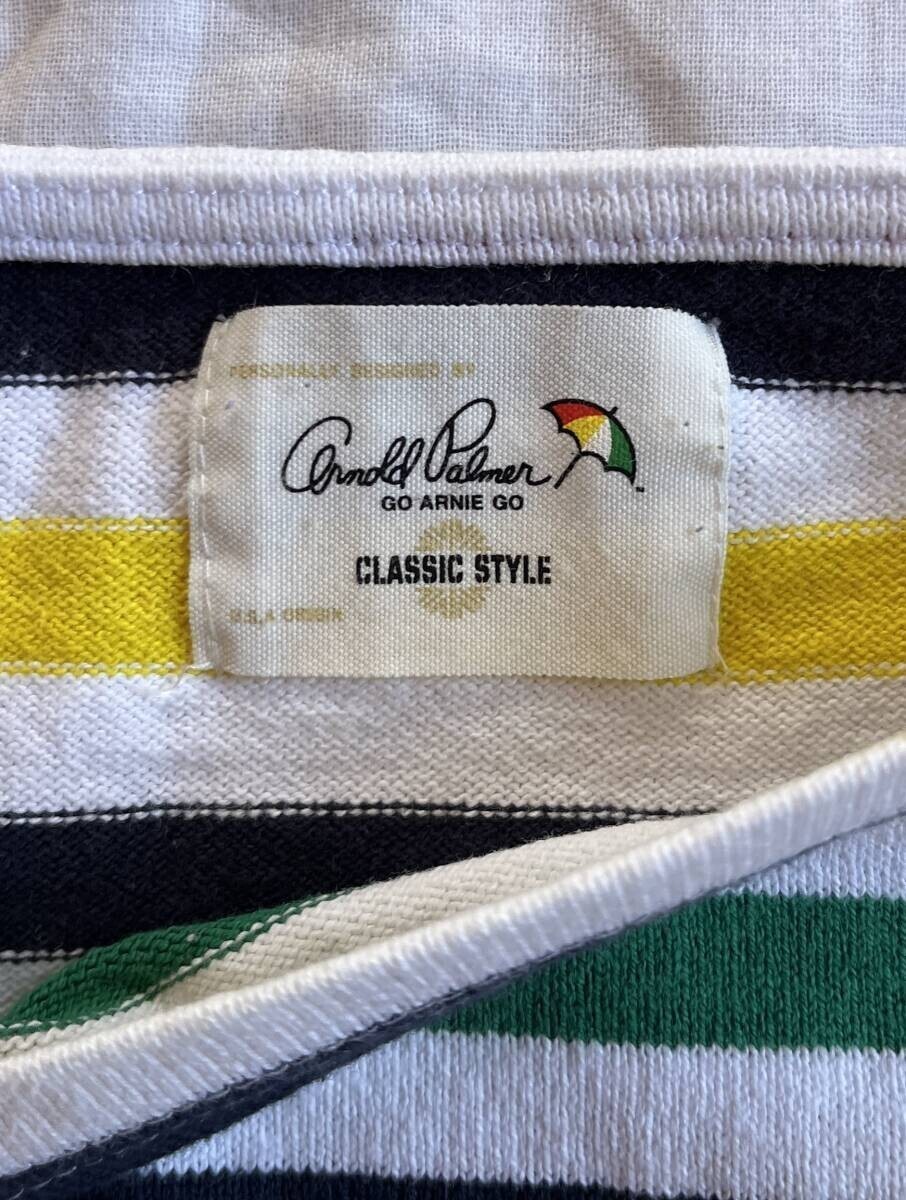 PERSONALLY DESIGNED BY
Arnold Palmer
GO ARNIE GO
CLASSIC STYLE
U.S.A ORIGIN